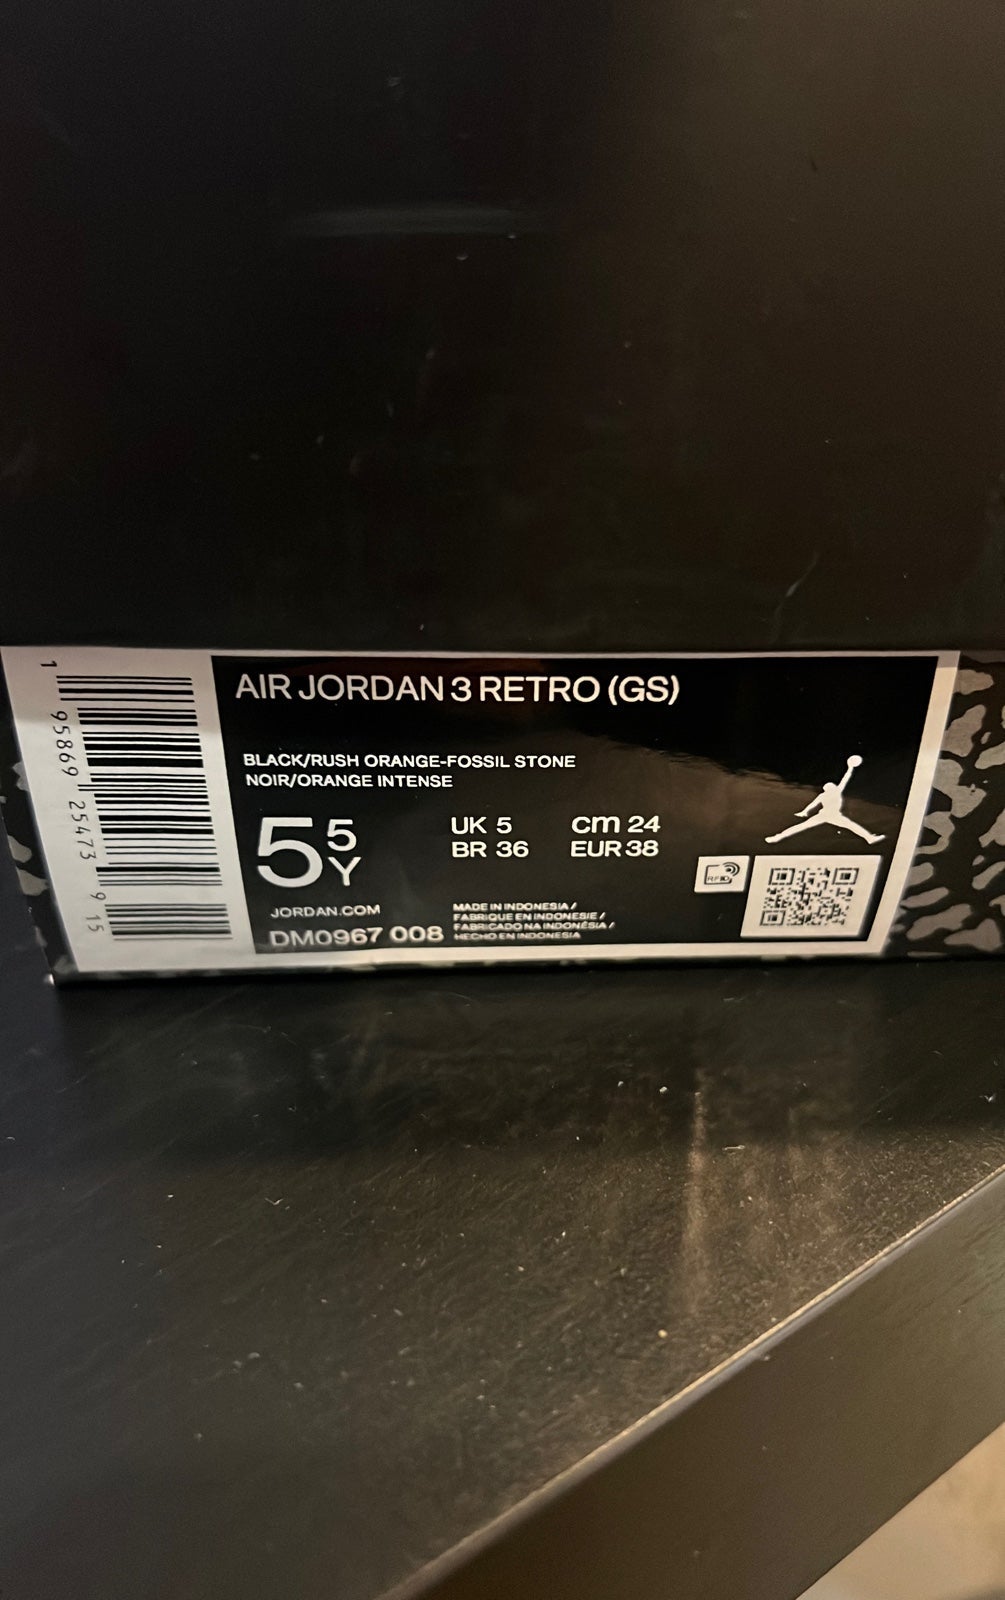 1 95869 25473 9 15
AIR JORDAN 3 RETRO (GS)
BLACK/RUSH ORANGE-FOSSIL STONE
NOIR/ORANGE INTENSE
5 5 Y
UK 5 cm 24
BR 36 EUR 38
JORDAN.COM
DM0967 008
MADE IN INDONESIA /
FABRIQUE EN INDONESIE /
FABRICADO NA INDONÉSIA /
HECHO EN INDONESIA
RFID